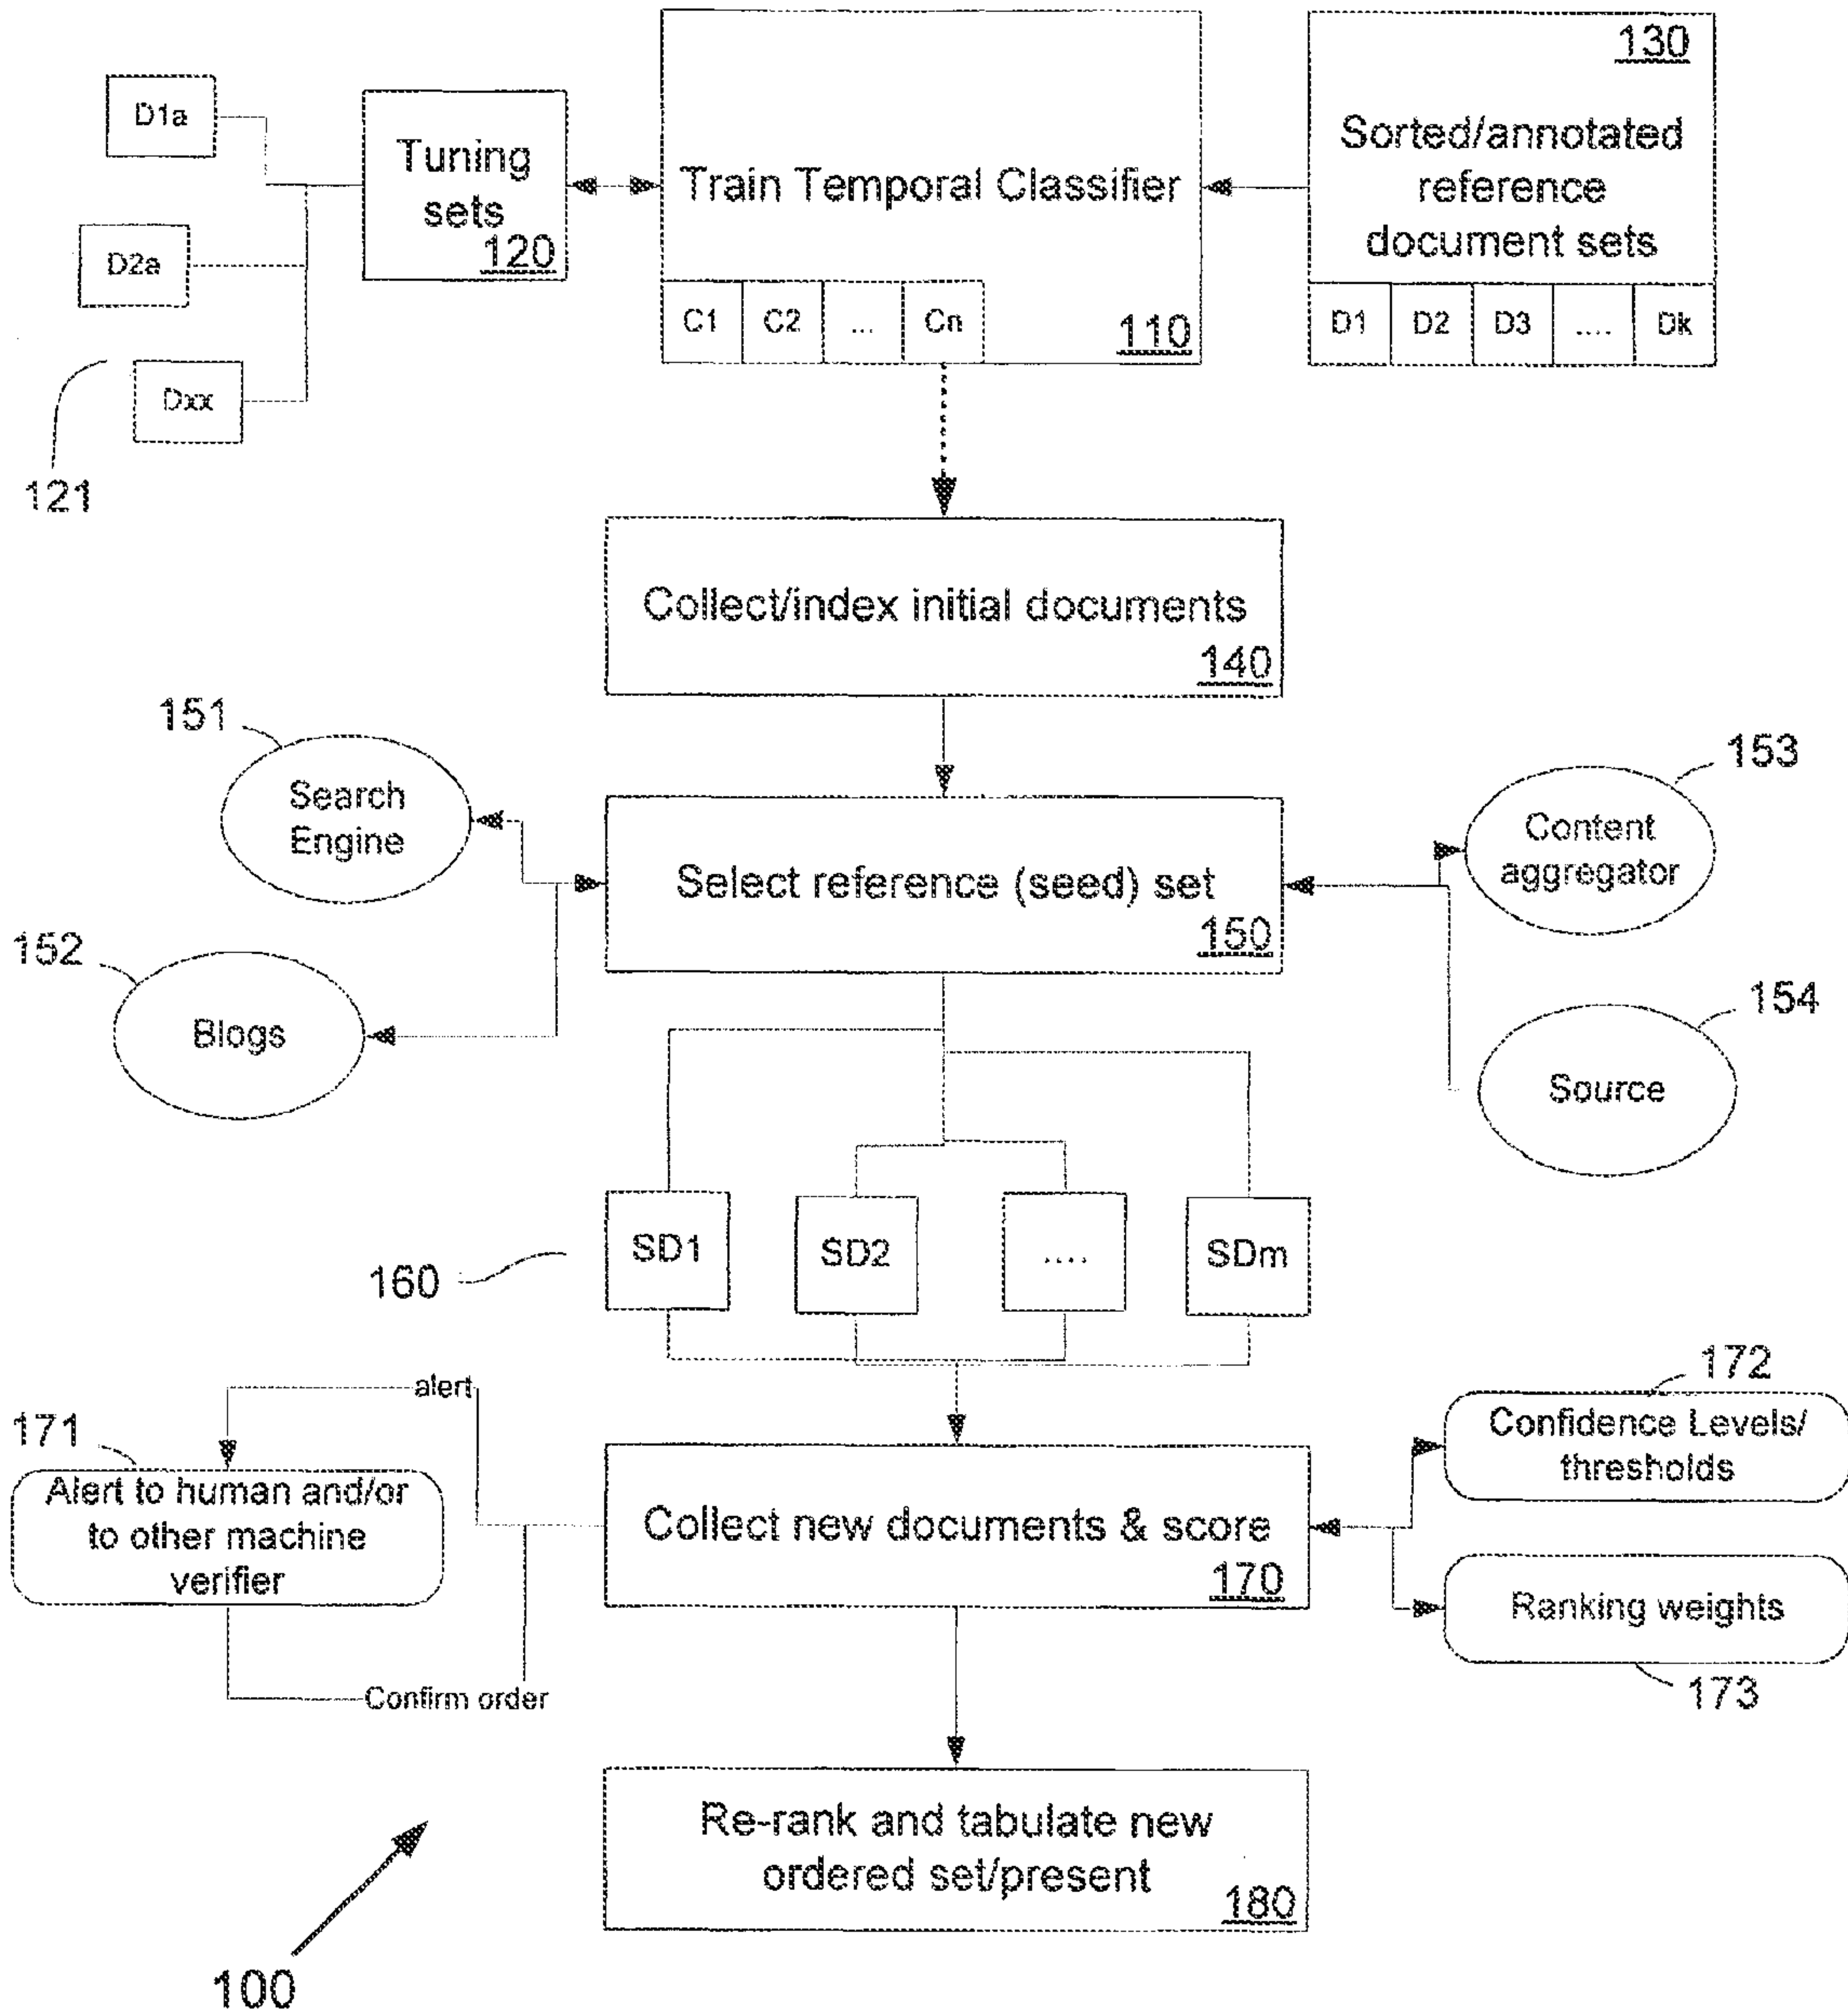 130
D1a
Tuning
sets
120
Train Temporal Classifier
Sorted/annotated
reference
document sets
D2a
C1 C2 ... Cn
110
D1 D2 D3 .... Dk
Dxx
121
Collect/index initial documents
140
151
Search
Engine
153
Content
aggregator
Select reference (seed) set
150
152
Blogs
154
Source
160
SD1 SD2 .... SDm
alert
172
Confidence Levels/
thresholds
171
Alert to human and/or
to other machine
verifier
Collect new documents & score
170
Ranking weights
173
Confirm order
Re-rank and tabulate new
ordered set/present
180
100